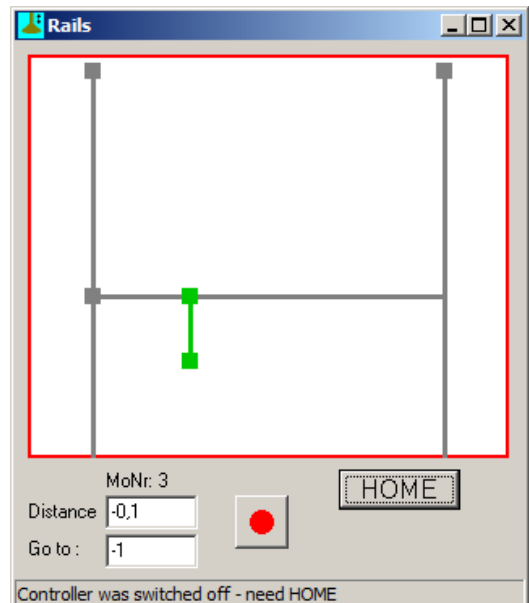 Rails
MoNr: 3
HOME
Distance -0,1
Go to : -1
Controller was switched off - need HOME